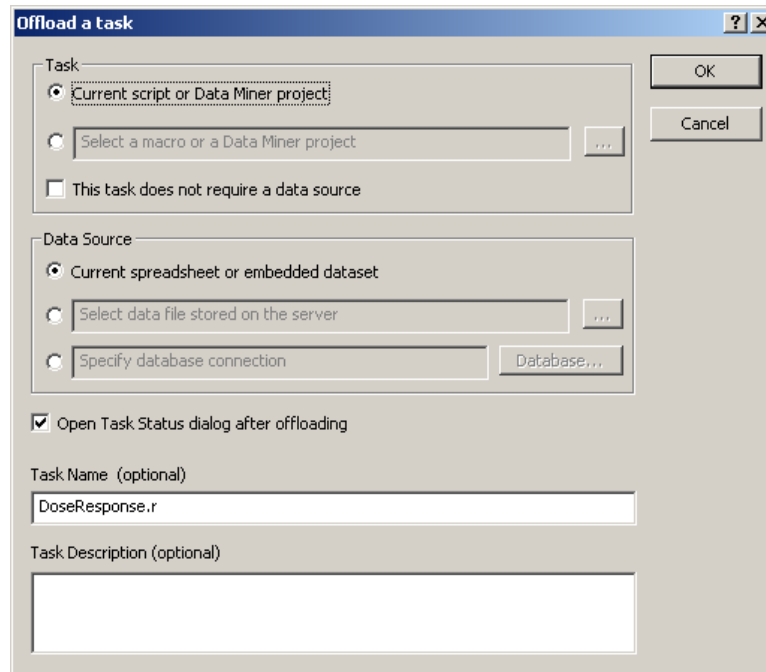 Offload a task
Task
Current script or Data Miner project
Select a macro or a Data Miner project
...
This task does not require a data source
OK
Cancel
Data Source
Current spreadsheet or embedded dataset
Select data file stored on the server
...
Specify database connection
Database...
Open Task Status dialog after offloading
Task Name (optional)
DoseResponse.r
Task Description (optional)